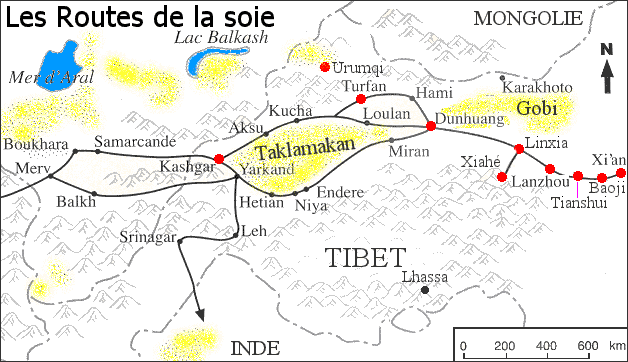 Les Routes de la soie
MONGOLIE
Lac Balkash
Mer d'Aral
N
Urumqi
Turfan
Hami
Karakhoto
Gobi
Kucha
Loulan
Dunhuang
Aksu
Boukhara
Samarcande
Taklamakan
Miran
Linxia
Kashgar
Yarkand
Merv
Xiahé
Lanzhou
Xi'an
Baoji
Tianshui
Balkh
Hetian
Endere
Niya
Srinagar
Leh
TIBET
Lhassa
INDE
0 200 400 600 km